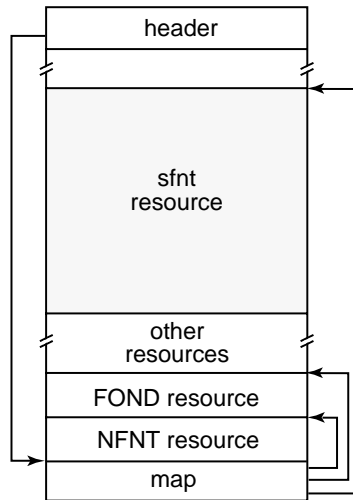 header
sfnt
resource
other
resources
FOND resource
NFNT resource
map